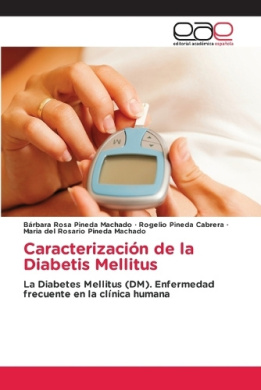 eae
editorial académica española
Bárbara Rosa Pineda Machado · Rogelio Pineda Cabrera ·
María del Rosario Pineda Machado
Caracterización de la
Diabetis Mellitus
La Diabetes Mellitus (DM). Enfermedad
frecuente en la clínica humana